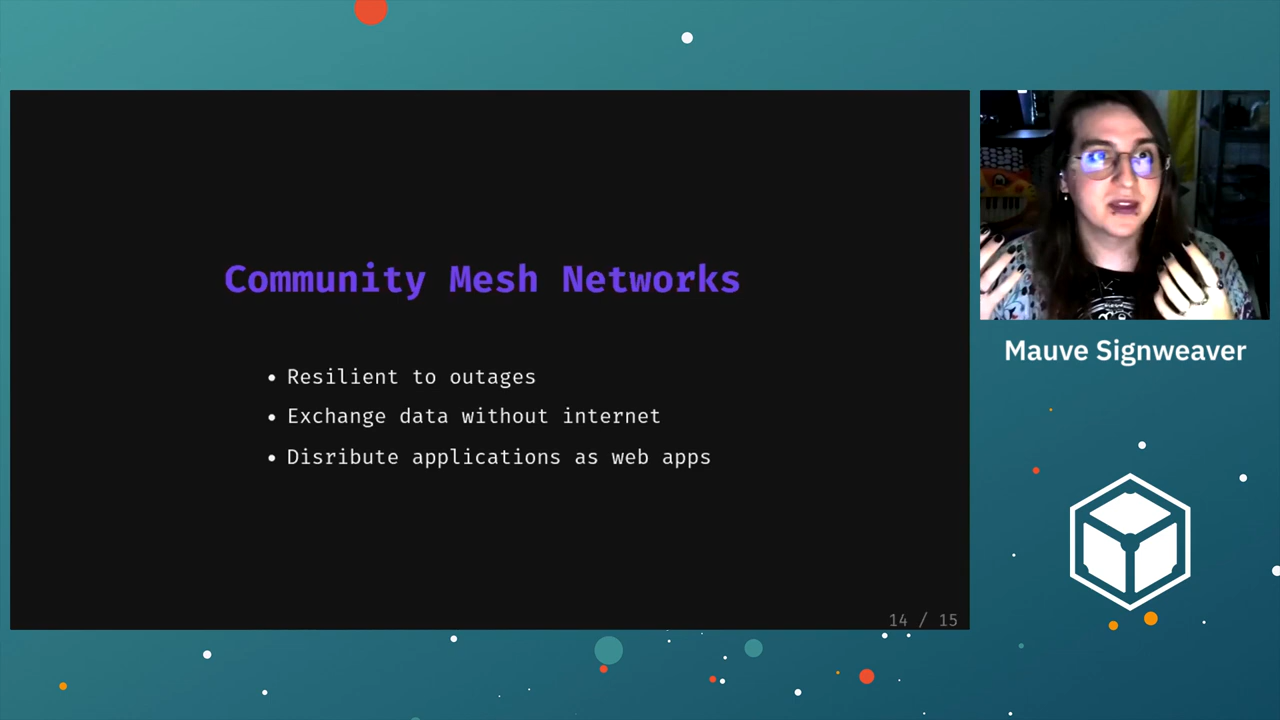 Community Mesh Networks
• Resilient to outages
• Exchange data without internet
• Disribute applications as web apps
14 / 15
Mauve Signweaver